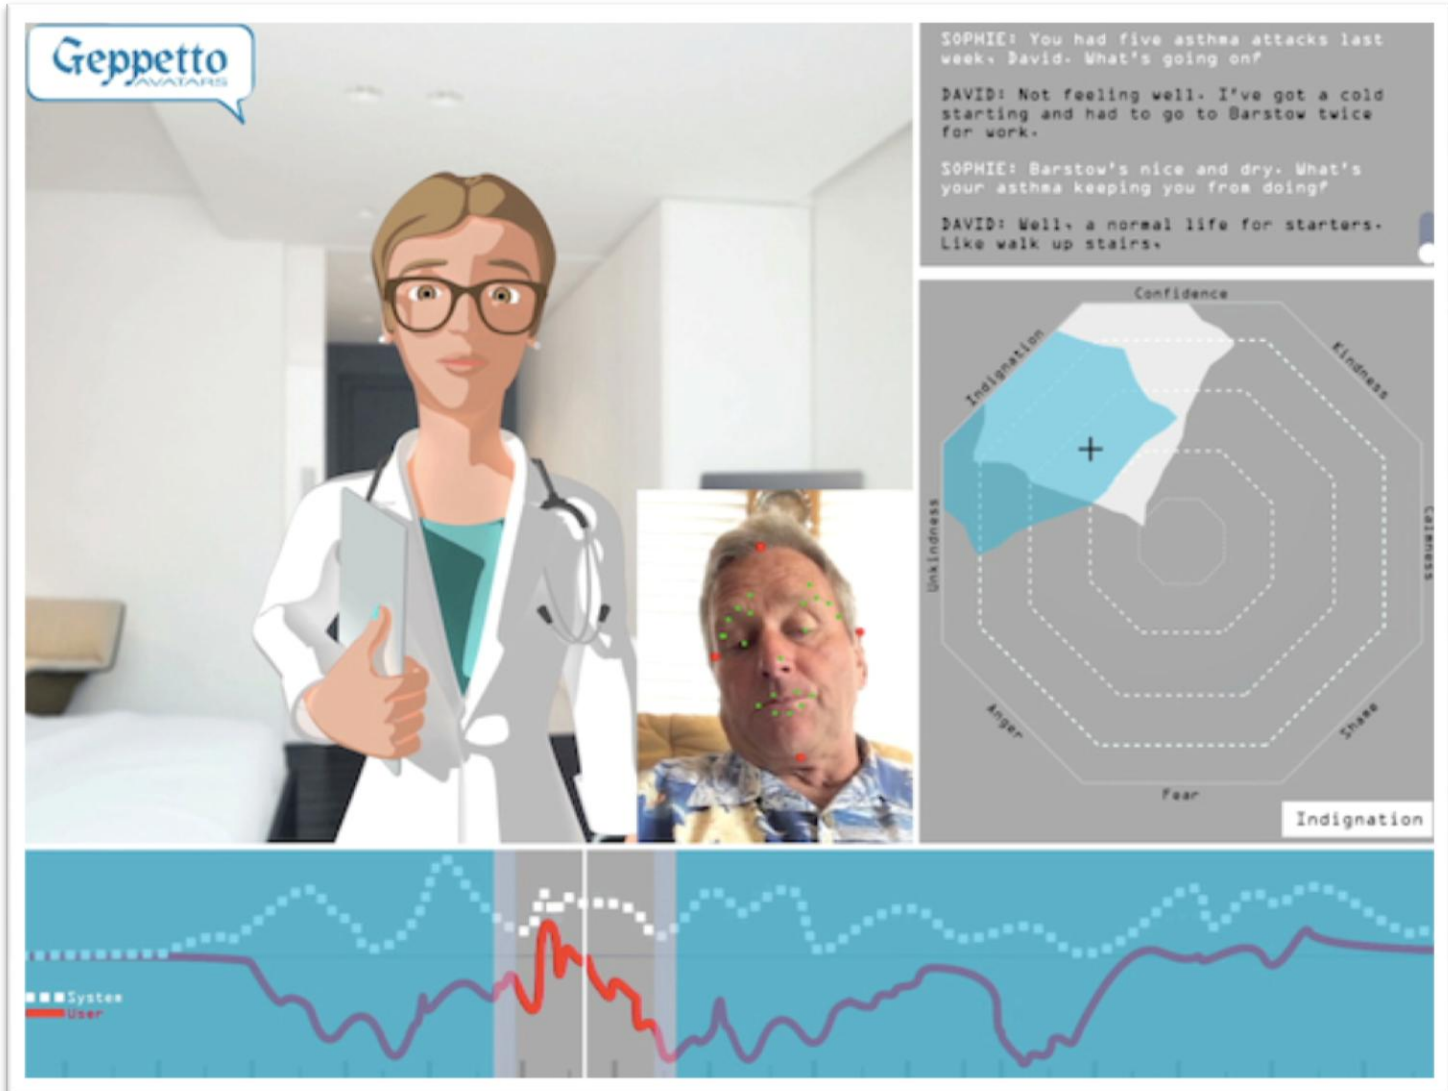 Geppetto
AVATARS
SOPHIE: You had five asthma attacks last
week, David. What's going on?
DAVID: Not feeling well. I've got a cold
starting and had to go to Barstow twice
for work.
SOPHIE: Barstow's nice and dry. What's
your asthma keeping you from doing?
DAVID: Well, a normal life for starters.
Like walk up stairs,
Confidence
Indignation
Kindness
Unkindness
Calmness
Anger
Shame
Fear
Indignation
System
User